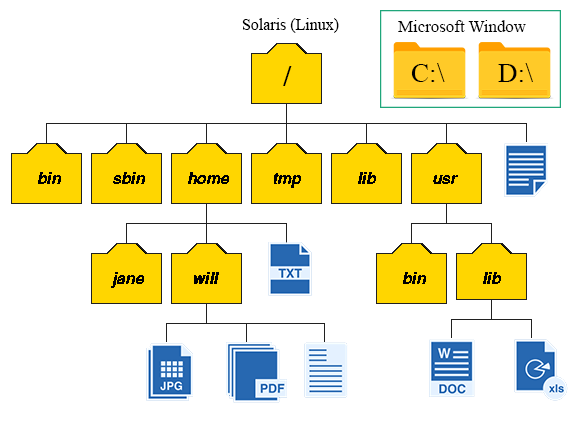 Solaris (Linux)
Microsoft Window
/
C:\
D:\
bin
sbin
home
tmp
lib
usr
jane
will
TXT
bin
lib
JPG
PDF
W
DOC
xls